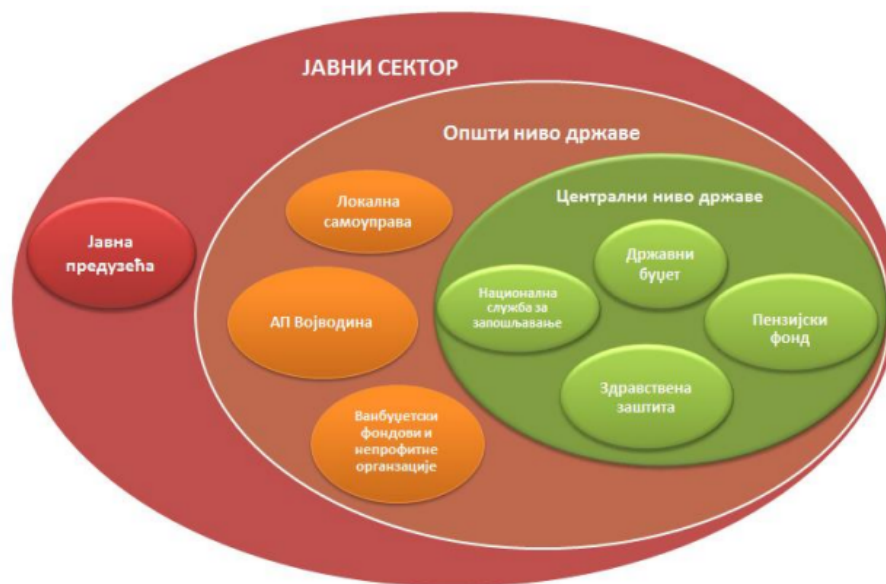 ЈАВНИ СЕКТОР
Општи ниво државе
Централни ниво државе
Локална
самоуправа
Јавна
предузећа
Државни
буџет
Национална
служба за
запошљавање
АП Војводина
Пензијски
фонд
Здравствена
заштита
Ванбуџетски
фондови и
непрофитне
органзације